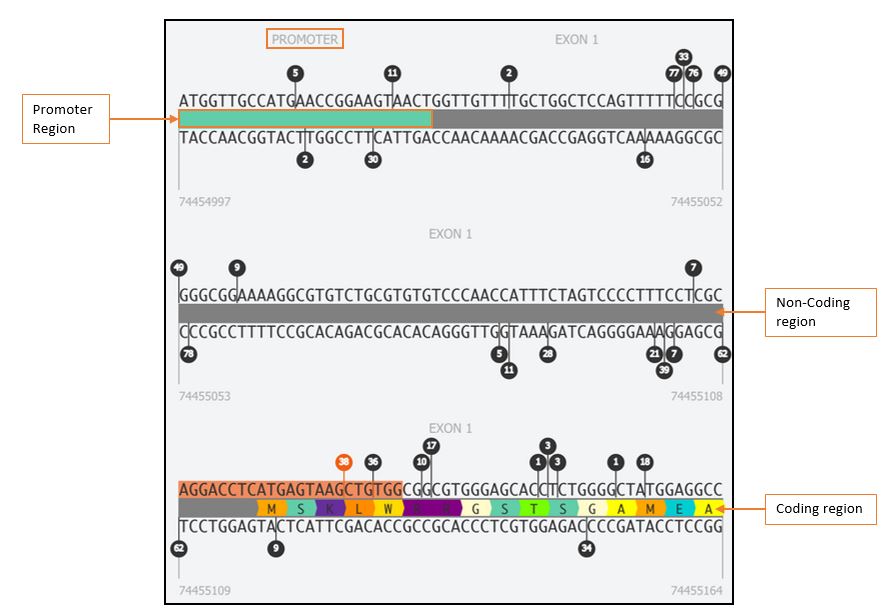 PROMOTER EXON 1
33
5 11 2 77 76 49
ATGGTTGCCATGAACCGGAAGTAACTGGTTGTTTTGCTGGCTCCAGTTTTTCCGCG
Promoter
Region
TACCAACGGTACTTGGCCTTCATTGACCAACAAAACGACCGAGGTCAAAAAGGCGC
2 30 16
74454997 74455052
EXON 1
49 9 7
GGGCGGAAAAGGCGTGTCTGCGTGTGTCCCAACCATTTCTAGTCCCCTTTCCTCGC
Non-Coding
region
CCCGCCTTTTCCGCACAGACGCACACAGGGTTGGTAAAGATCAGGGGAAAGGAGCG
78 5 28 21 7 62
11 39
74455053 74455108
EXON 1
17 3
38 36 10 1 3 1 18
AGGACCTCATGAGTAAGCTGTGGCGGCGTGGGAGCACCTCTGGGGCTATGGAGGCC
M S K L W R R G S T S G A M E A
Coding region
TCCTGGAGTACTCATTCGACACCGCCGCACCCTCGTGGAGACCCCGATACCTCCGG
62 9 34
74455109 74455164